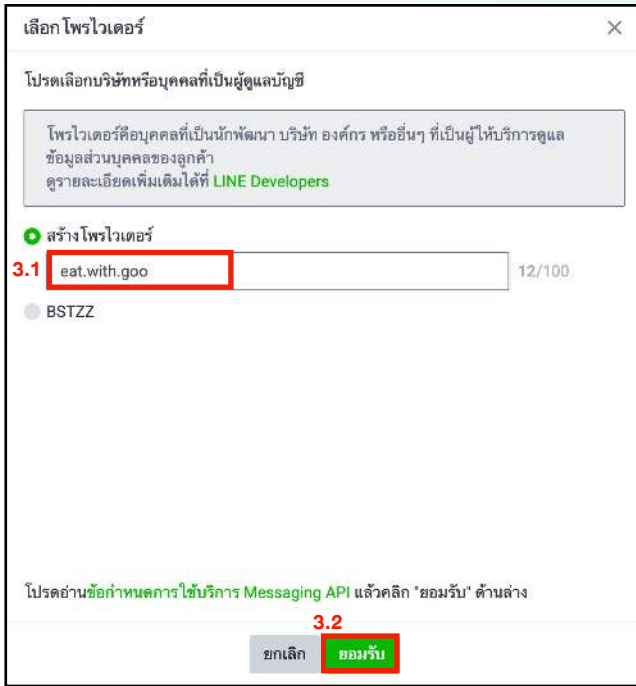 เลือกโพรไวเดอร์
โปรดเลือกบริษัทหรือบุคคลที่เป็นผู้ดูแลบัญชี
โพรไวเดอร์คือบุคคลที่เป็นนักพัฒนา บริษัท องค์กร หรืออื่นๆ ที่เป็นผู้ให้บริการดูแล
ข้อมูลส่วนบุคคลของลูกค้า
ดูรายละเอียดเพิ่มเติมได้ที่ LINE Developers
สร้างโพรไวเดอร์
3.1 eat.with.goo 12/100
BSTZZ
โปรดอ่านข้อกำหนดการใช้บริการ Messaging API แล้วคลิก "ยอมรับ" ด้านล่าง
3.2
ยกเลิก ยอมรับ